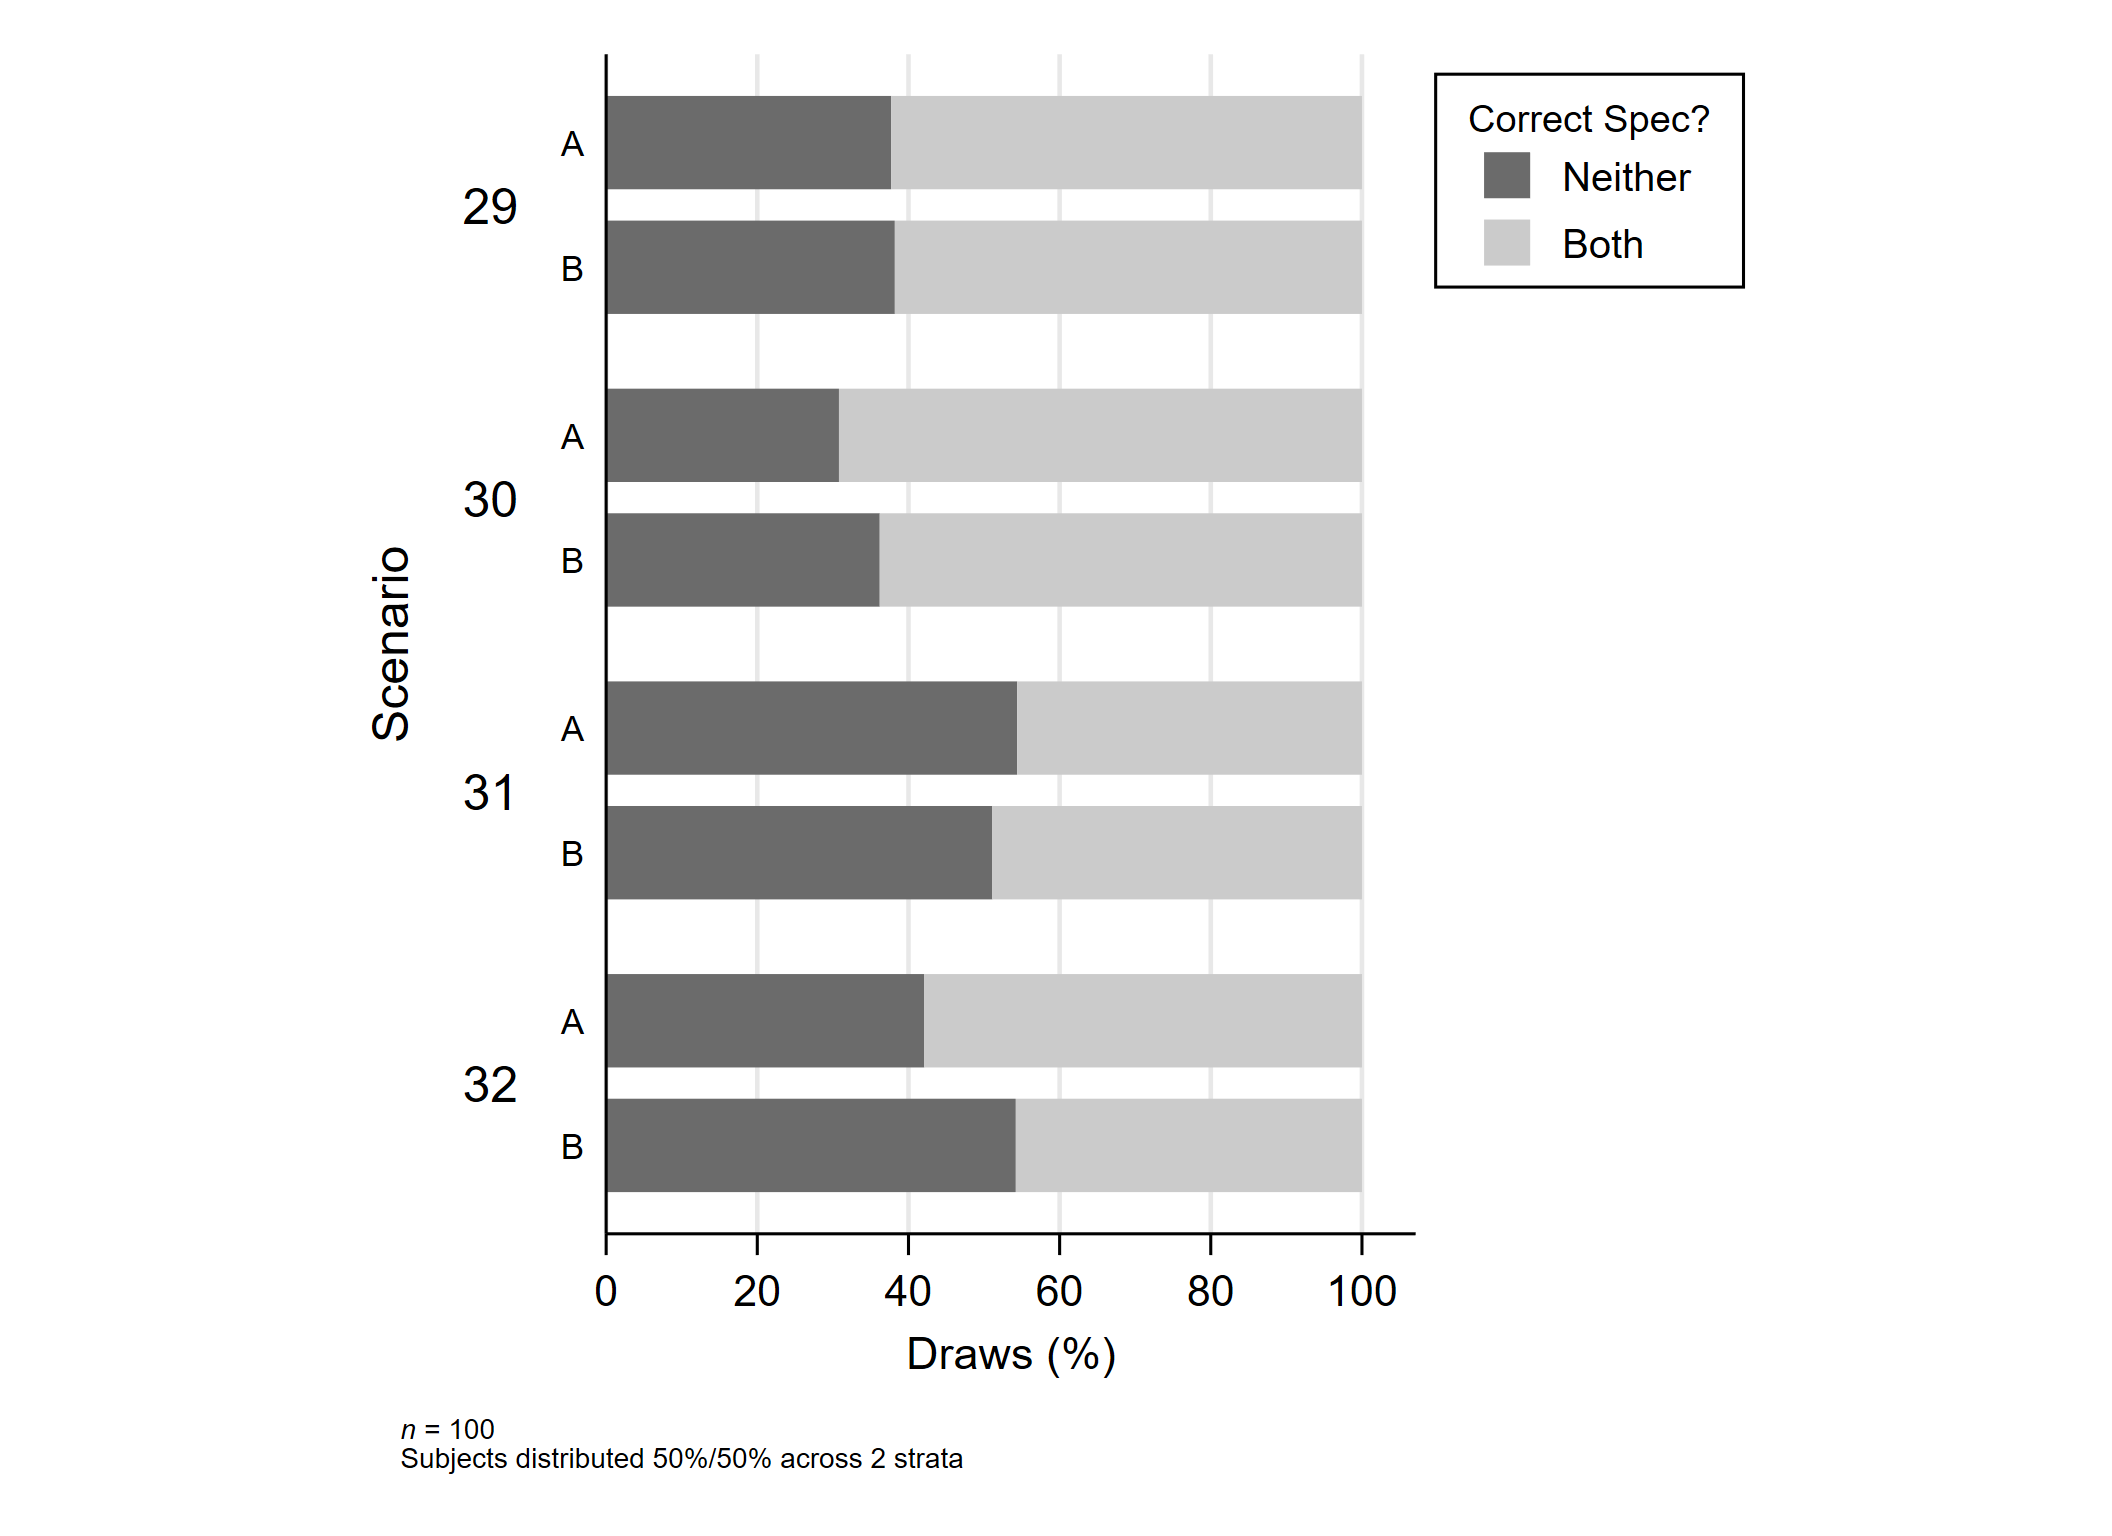 Correct Spec?
Neither
Both
Scenario
29
A
B
30
A
B
31
A
B
32
A
B
0 20 40 60 80 100
Draws (%)
n = 100
Subjects distributed 50%/50% across 2 strata